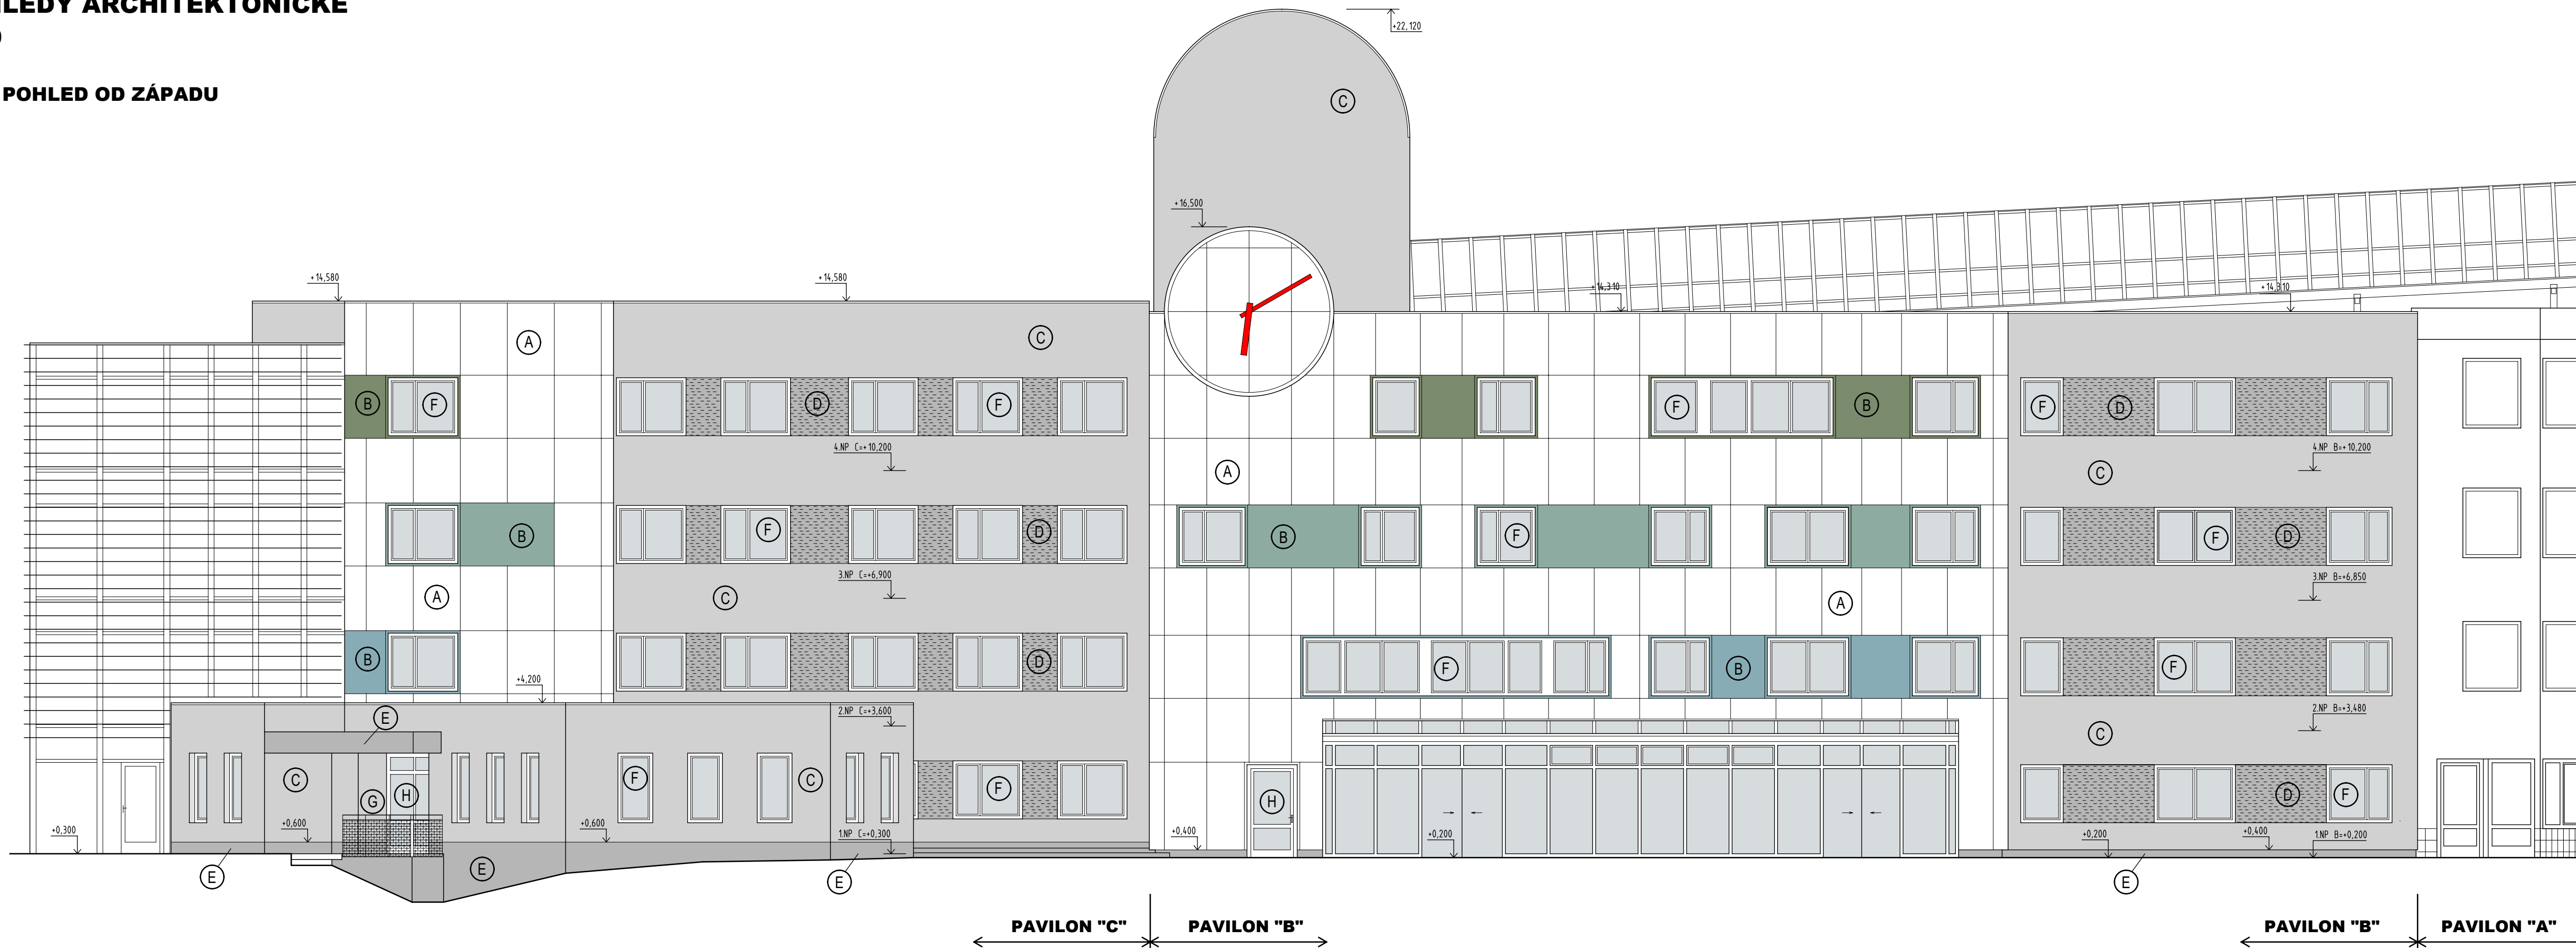 HLEDY ARCHITEKTONICKÉ
POHLED OD ZÁPADU
+22,120
C
+16,500
+14,580
+14,580
+14,310
+14,310
A
C
B
F
D
F
F
B
F
D
4.NP C=+10,200
A
C
4.NP B=+10,200
B
F
D
B
F
F
D
3.NP C=+6,900
3.NP B=+6,850
A
C
A
B
D
F
B
F
+4,200
2.NP C=+3,600
2.NP B=+3,480
E
C
C
F
C
F
G
H
H
D
F
+0,300
+0,600
+0,600
1.NP C=+0,300
+0,400
+0,200
+0,200
+0,400
1.NP B=+0,200
E
E
E
E
PAVILON "C"
PAVILON "B"
PAVILON "B"
PAVILON "A"